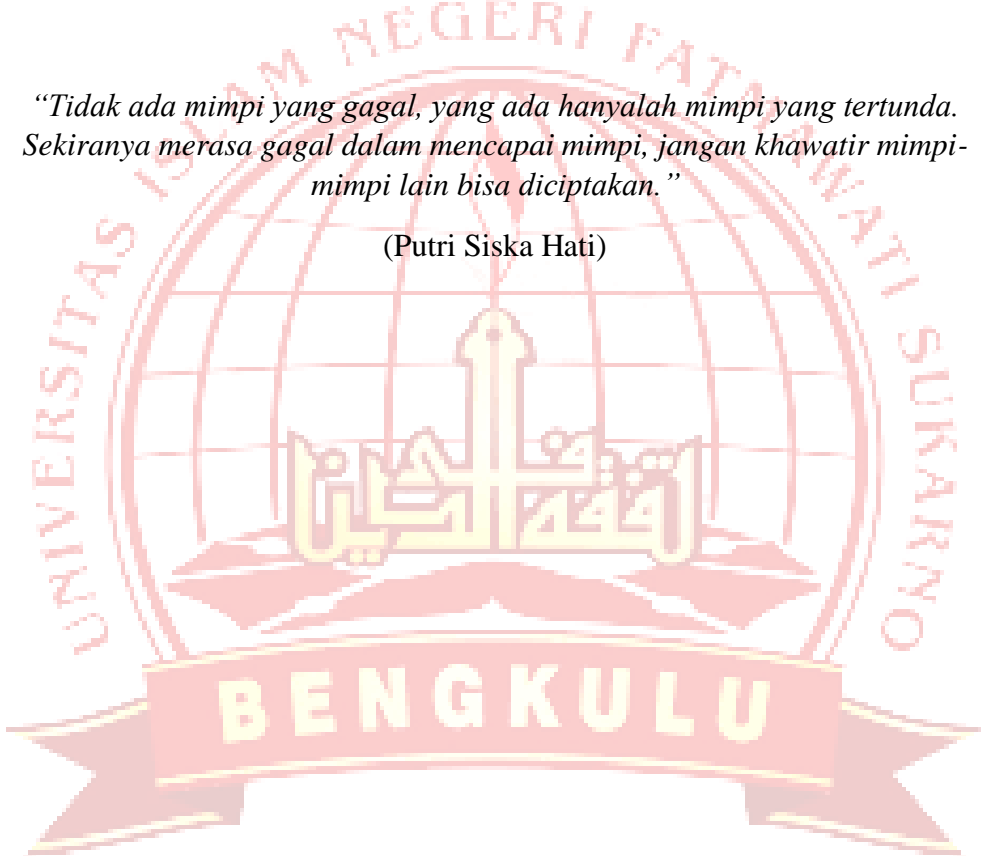 UNIVERSITAS ISLAM NEGERI FATMAWATI SUKARNO
“Tidak ada mimpi yang gagal, yang ada hanyalah mimpi yang tertunda.
Sekiranya merasa gagal dalam mencapai mimpi, jangan khawatir mimpi-
mimpi lain bisa diciptakan.”
(Putri Siska Hati)
BENGKULU